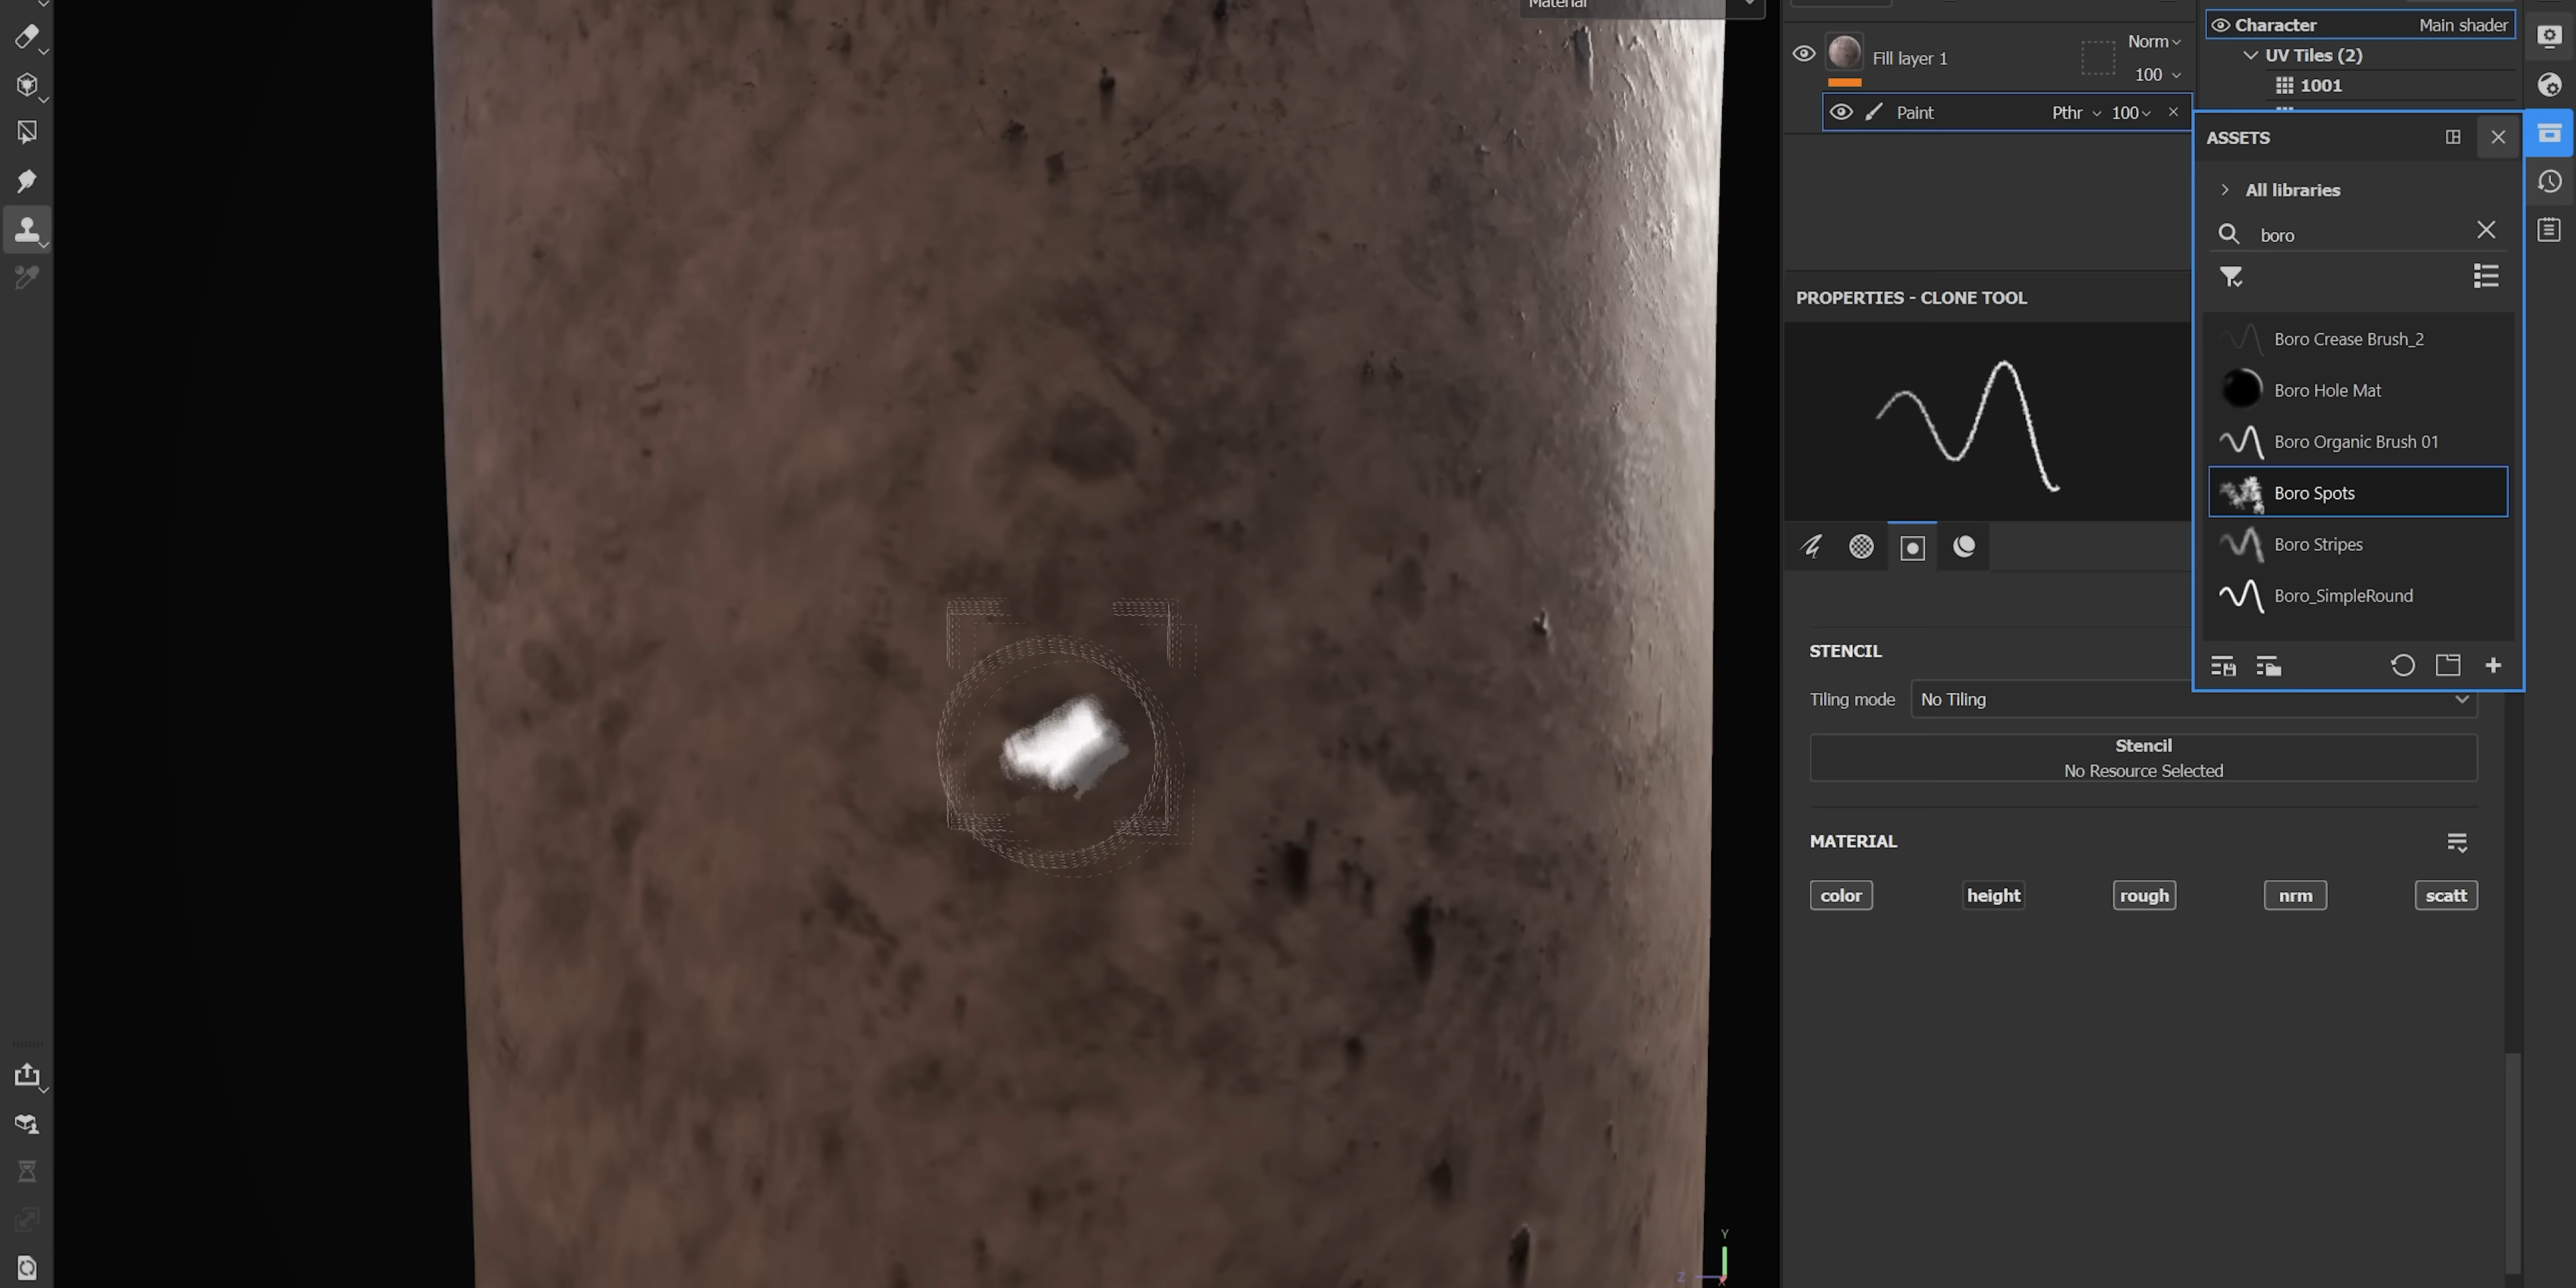 Material
Fill layer 1
Norm
100
Paint
Pthr
100
Character
Main shader
UV Tiles (2)
1001
ASSETS
All libraries
boro
Boro Crease Brush_2
Boro Hole Mat
Boro Organic Brush 01
Boro Spots
Boro Stripes
Boro_SimpleRound
PROPERTIES - CLONE TOOL
STENCIL
Tiling mode
No Tiling
Stencil
No Resource Selected
MATERIAL
color
height
rough
nrm
scatt
Y
Z